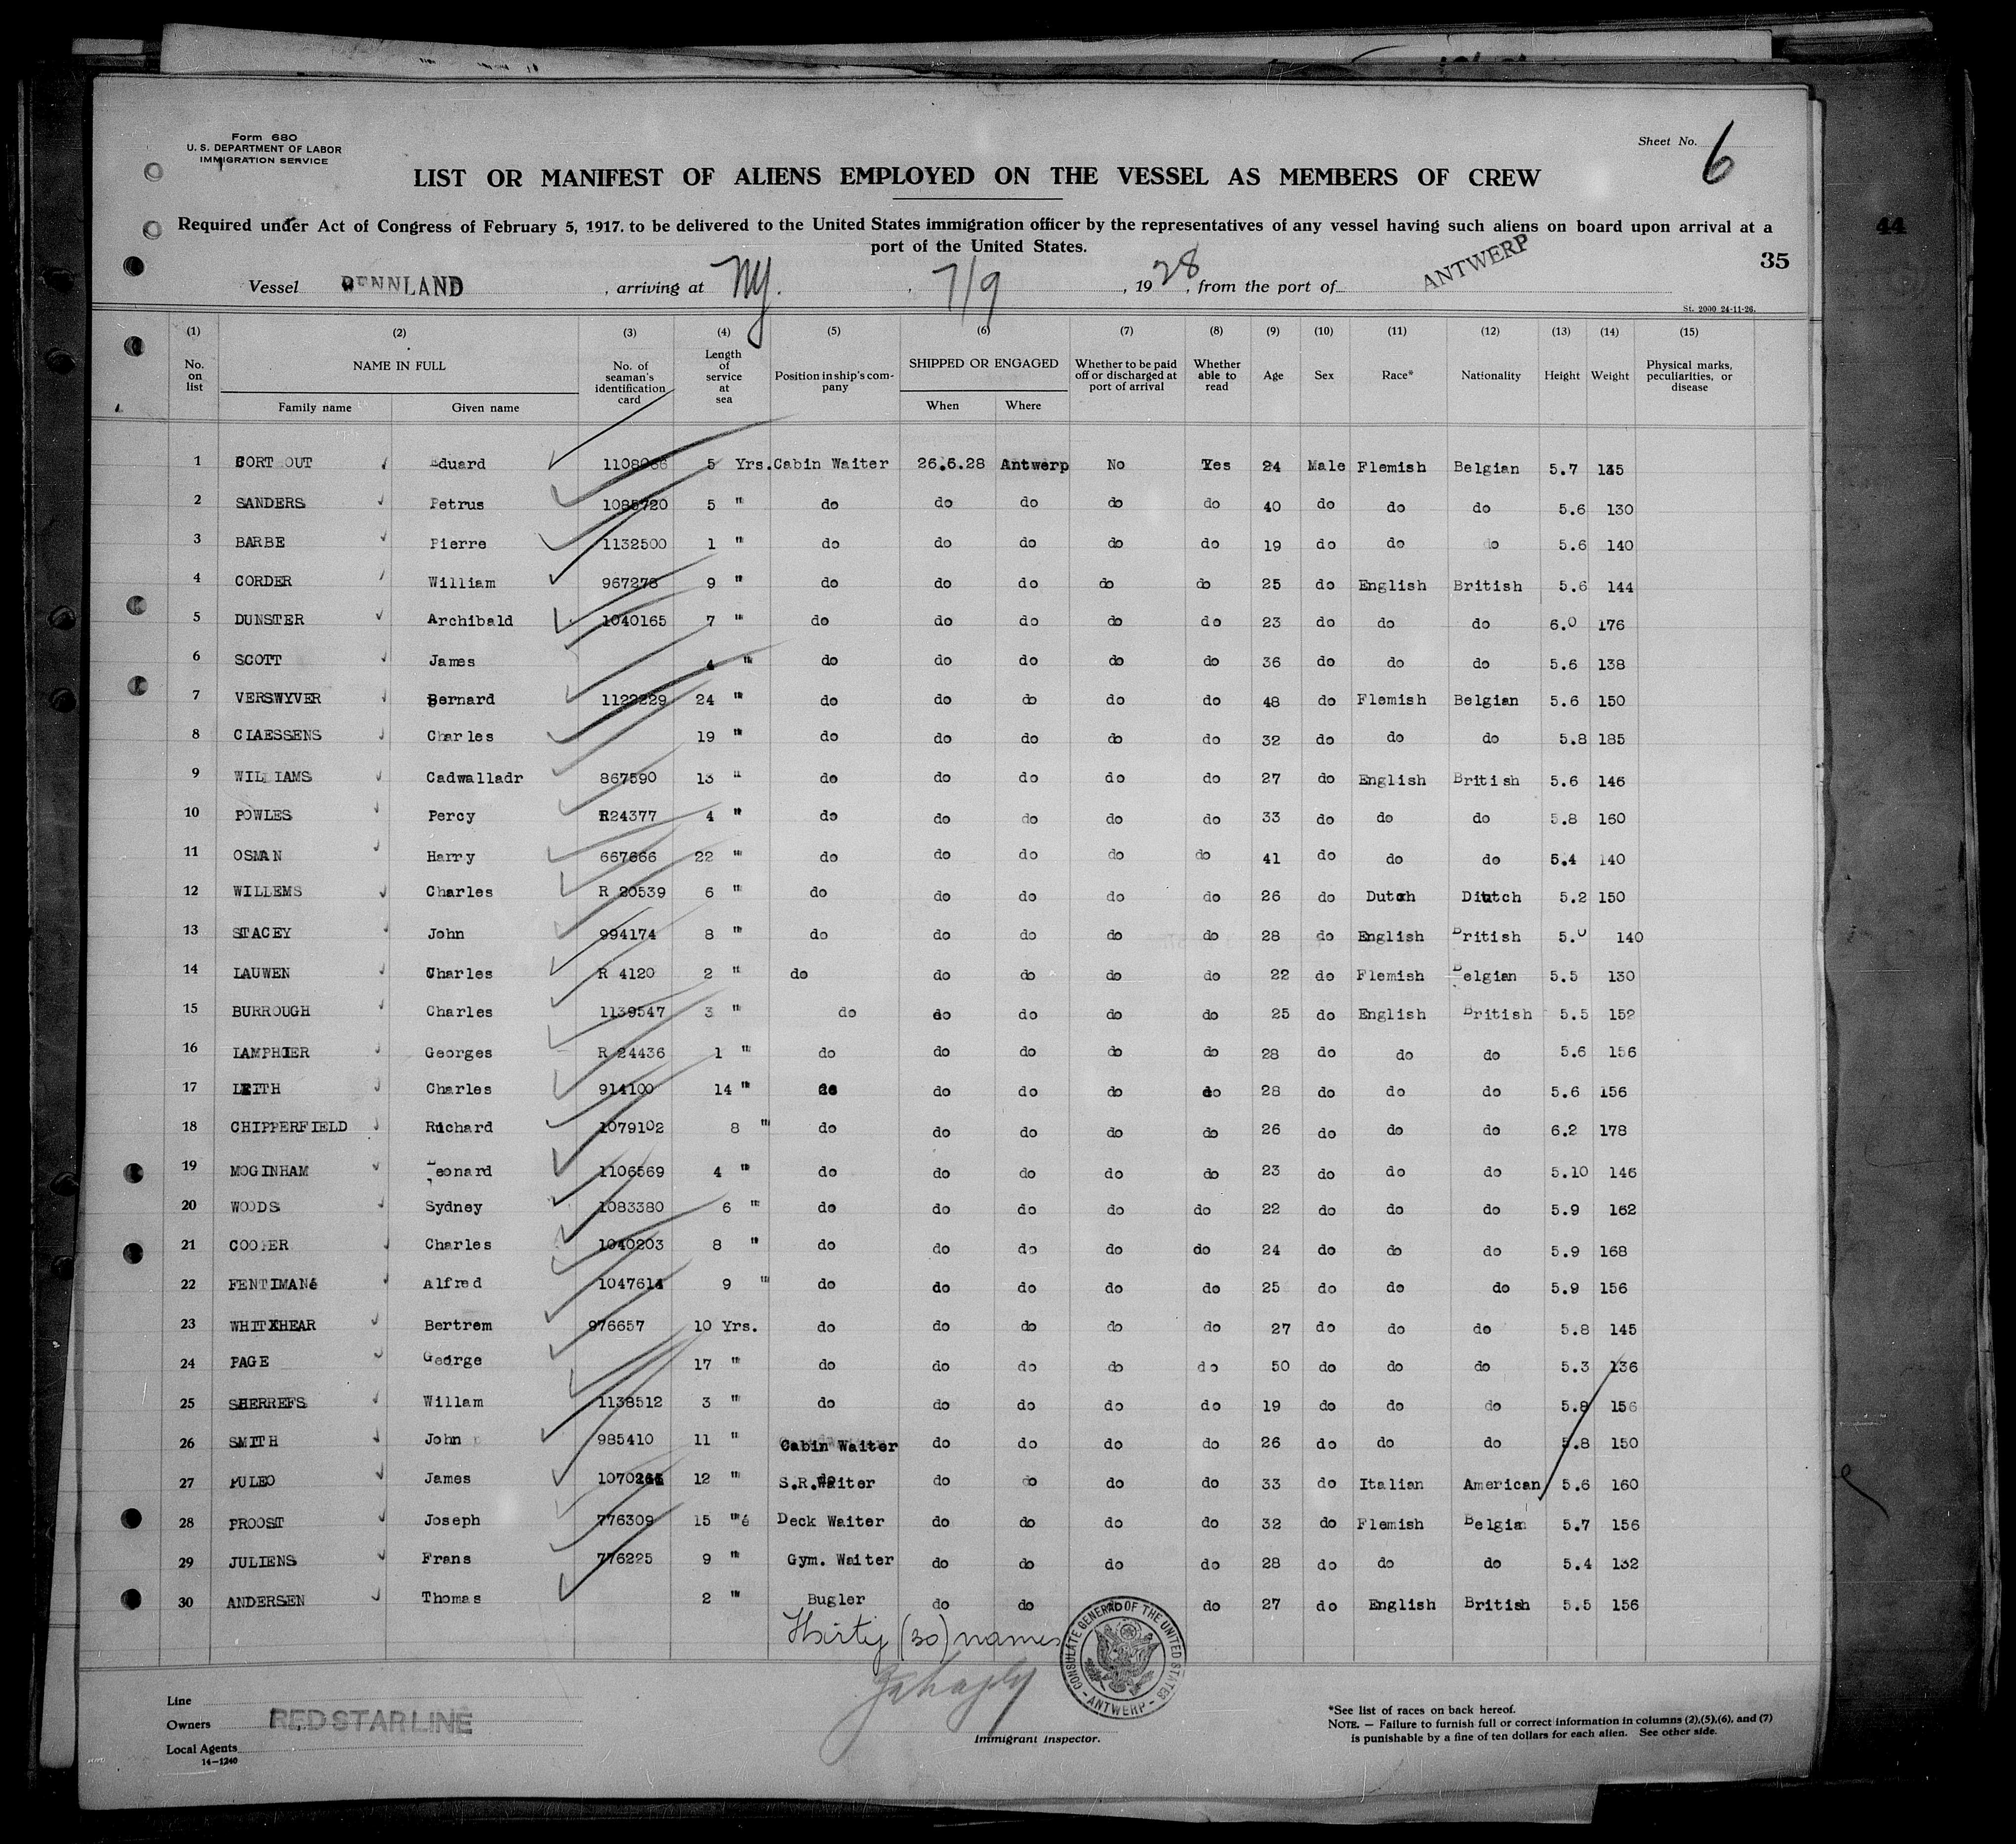 Form 680
U. S. DEPARTMENT OF LABOR
IMMIGRATION SERVICE
Sheet No. 6
LIST OR MANIFEST OF ALIENS EMPLOYED ON THE VESSEL AS MEMBERS OF CREW
Required under Act of Congress of February 5, 1917. to be delivered to the United States immigration officer by the representatives of any vessel having such aliens on board upon arrival at a
port of the United States.
44
35
Vessel PENNLAND , arriving at NY. , 7/9 , 1928 , from the port of ANTWERP
St. 2000 24-11-26.
(1) (2) (3) (4) (5) (6) (7) (8) (9) (10) (11) (12) (13) (14) (15)
No. on list NAME IN FULL Family name Given name No. of seaman's identification card Length of service at sea Position in ship's company SHIPPED OR ENGAGED When Where Whether to be paid off or discharged at port of arrival Whether able to read Age Sex Race* Nationality Height Weight Physical marks, peculiarities, or disease
1 Eduard 5 Yrs. Cabin Waiter 26.6.28 Antwerp No Yes 24 Male Flemish Belgian 5.7
2 SANDERS Petrus 1085720 5 " do do do do do 40 do do do 5.6 130
3 BARBE Pierre 1132500 1 " do do do do do 19 do do do 5.6 140
4 CORDER William 967278 9 " do do do do do 25 do English British 5.6 144
5 DUNSTER Archibald 1040165 7 " do do do do do 23 do do do 6.0 176
6 SCOTT James 4 " do do do do do 36 do do do 5.6 138
7 VERSWYVER Bernard 1122229 24 " do do do do do 48 do Flemish Belgian 5.6 150
8 CLAESSENS Charles 19 " do do do do do 32 do do do 5.8 185
9 WILLIAMS Cadwalladr 867590 13 " do do do do do 27 do English British 5.6 146
10 POWLES Percy R24377 4 " do do do do do 33 do do do 5.8 160
11 OSMAN Harry 667666 22 " do do do do do 41 do do do 5.4 140
12 WILLEMS Charles R 20539 6 " do do do do do 26 do Dutch Dutch 5.2 150
13 STACEY John 994174 8 " do do do do do 28 do English British 5.0 140
14 LAUWEN Charles R 4120 2 " do do do do do 22 do Flemish Belgian 5.5 130
15 BURROUGH Charles 1139547 3 " do do do do do 25 do English British 5.5 152
16 LAMPHIER Georges R 24436 1 " do do do do do 28 do do do 5.6 156
17 LEITH Charles 914100 14 " do do do do do 28 do do do 5.6 156
18 CHIPPERFIELD Richard 1079102 8 " do do do do do 26 do do do 6.2 178
19 MOGINHAM Leonard 1106569 4 " do do do do do 23 do do do 5.10 146
20 WOODS Sydney 1083380 6 " do do do do do 22 do do do 5.9 162
21 COOPER Charles 1040203 8 " do do do do do 24 do do do 5.9 168
22 FENTIMANé Alfred 1047614 9 " do do do do do 25 do do do 5.9 156
23 Bertrem 976657 10 Yrs. do do do do do 27 do do do 5.8 145
24 PAGE George 17 " do do do do do 50 do do do 5.3 136
25 SHERREFS Willam 1138512 3 " do do do do do 19 do do do 5.8 156
26 SMITH John 985410 11 " Cabin Waiter do do do do 26 do do do 5.8 150
27 PULEO James 12 " S.R.Waiter do do do do 33 do Italian American 5.6 160
28 PROOST Joseph 776309 15 "é Deck Waiter do do do do 32 do Flemish Belgian 5.7 156
29 JULIENS Frans 776225 9 " Gym. Waiter do do do do 28 do do do 5.4 132
30 ANDERSEN Thomas 2 " Bugler do do do do 27 do English British 5.5 156
Thirty (30) names
CONSULATE GENERAL OF THE UNITED STATES - ANTWERP -
Line
Owners RED STAR LINE
Local Agents
14-1240
Immigrant Inspector.
*See list of races on back hereof.
NOTE. — Failure to furnish full or correct information in columns (2),(5),(6), and (7)
is punishable by a fine of ten dollars for each alien. See other side.